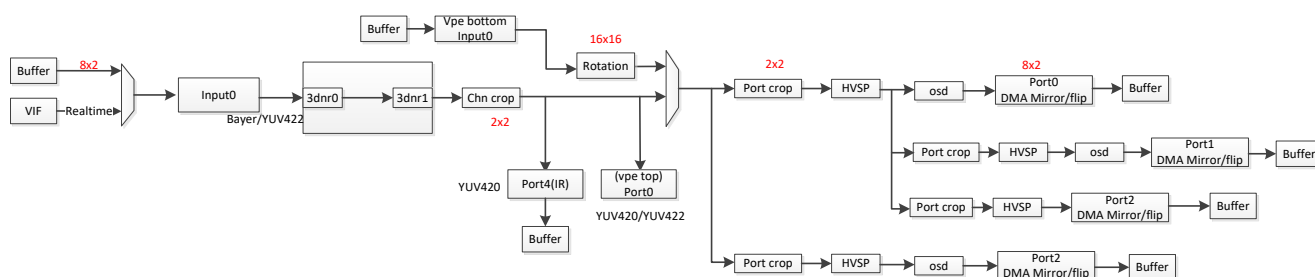 Buffer
8x2
VIF
Realtime
Input0
Bayer/YUV422
3dnr0
3dnr1
Chn crop
2x2
Buffer
Vpe bottom
Input0
16x16
Rotation
YUV420
Port4(IR)
Buffer
(vpe top)
Port0
YUV420/YUV422
2x2
Port crop
HVSP
osd
8x2
Port0
DMA Mirror/flip
Buffer
Port crop
HVSP
osd
Port1
DMA Mirror/flip
Buffer
Port crop
HVSP
Port2
DMA Mirror/flip
Buffer
Port crop
HVSP
osd
Port2
DMA Mirror/flip
Buffer